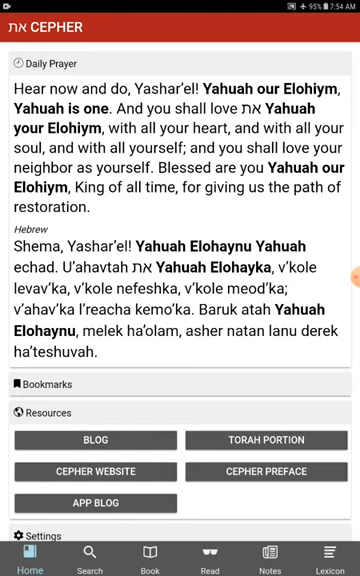 95% 7:54 AM
את CEPHER
Daily Prayer
Hear now and do, Yashar'el! Yahuah our Elohiym,
Yahuah is one. And you shall love את Yahuah
your Elohiym, with all your heart, and with all your
soul, and with all yourself; and you shall love your
neighbor as yourself. Blessed are you Yahuah our
Elohiym, King of all time, for giving us the path of
restoration.
Hebrew
Shema, Yashar'el! Yahuah Elohaynu Yahuah
echad. U'ahavtah את Yahuah Elohayka, v'kole
levav'ka, v'kole nefeshka, v'kole meod'ka;
v'ahav'ka l'reacha kemo'ka. Baruk atah Yahuah
Elohaynu, melek ha'olam, asher natan lanu derek
ha'teshuvah.
Bookmarks
Resources
BLOG TORAH PORTION
CEPHER WEBSITE CEPHER PREFACE
APP BLOG
Settings
Home Search Book Read Notes Lexicon